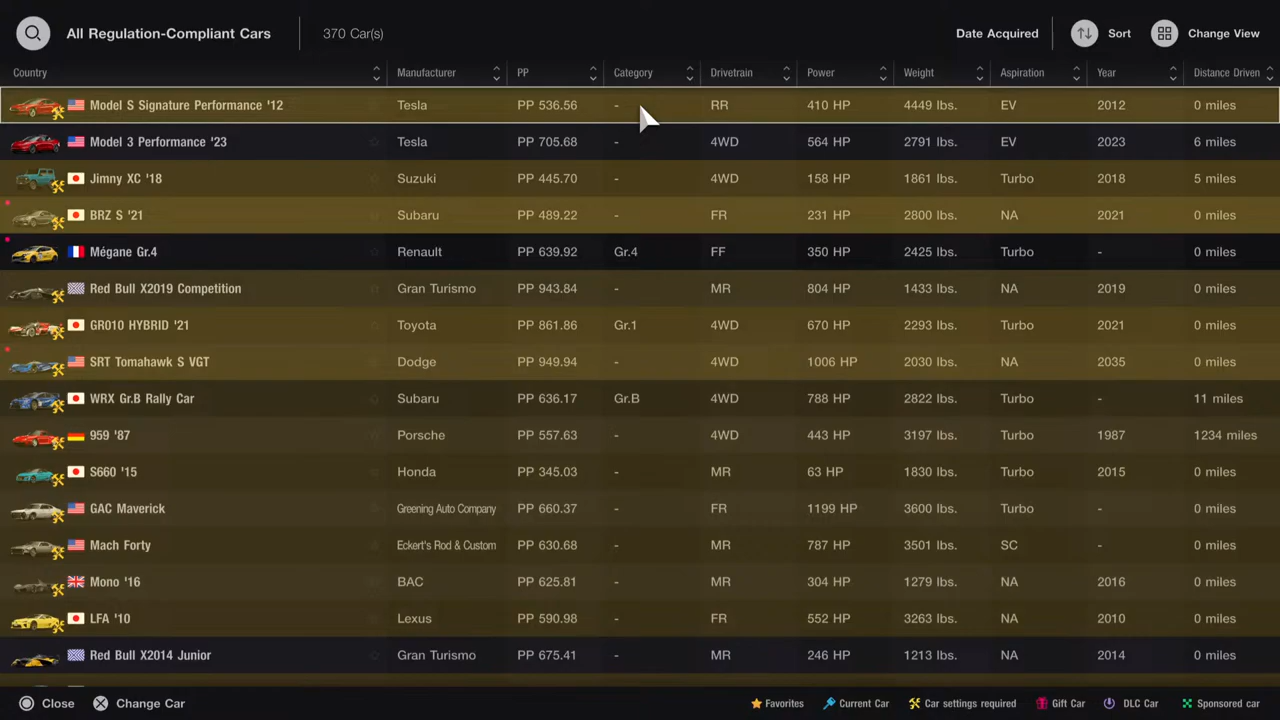 All Regulation-Compliant Cars 370 Car(s) Date Acquired Sort Change View
Country Manufacturer PP Category Drivetrain Power Weight Aspiration Year Distance Driven
Model S Signature Performance '12 Tesla PP 536.56 - RR 410 HP 4449 lbs. EV 2012 0 miles
Model 3 Performance '23 Tesla PP 705.68 - 4WD 564 HP 2791 lbs. EV 2023 6 miles
Jimny XC '18 Suzuki PP 445.70 - 4WD 158 HP 1861 lbs. Turbo 2018 5 miles
BRZ S '21 Subaru PP 489.22 - FR 231 HP 2800 lbs. NA 2021 0 miles
Mégane Gr.4 Renault PP 639.92 Gr.4 FF 350 HP 2425 lbs. Turbo - 0 miles
Red Bull X2019 Competition Gran Turismo PP 943.84 - MR 804 HP 1433 lbs. NA 2019 0 miles
GR010 HYBRID '21 Toyota PP 861.86 Gr.1 4WD 670 HP 2293 lbs. Turbo 2021 0 miles
SRT Tomahawk S VGT Dodge PP 949.94 - 4WD 1006 HP 2030 lbs. NA 2035 0 miles
WRX Gr.B Rally Car Subaru PP 636.17 Gr.B 4WD 788 HP 2822 lbs. Turbo - 11 miles
959 '87 Porsche PP 557.63 - 4WD 443 HP 3197 lbs. Turbo 1987 1234 miles
S660 '15 Honda PP 345.03 - MR 63 HP 1830 lbs. Turbo 2015 0 miles
GAC Maverick Greening Auto Company PP 660.37 - FR 1199 HP 3600 lbs. Turbo - 0 miles
Mach Forty Eckert's Rod & Custom PP 630.68 - MR 787 HP 3501 lbs. SC - 0 miles
Mono '16 BAC PP 625.81 - MR 304 HP 1279 lbs. NA 2016 0 miles
LFA '10 Lexus PP 590.98 - FR 552 HP 3263 lbs. NA 2010 0 miles
Red Bull X2014 Junior Gran Turismo PP 675.41 - MR 246 HP 1213 lbs. NA 2014 0 miles
Close Change Car Favorites Current Car Car settings required Gift Car DLC Car Sponsored car